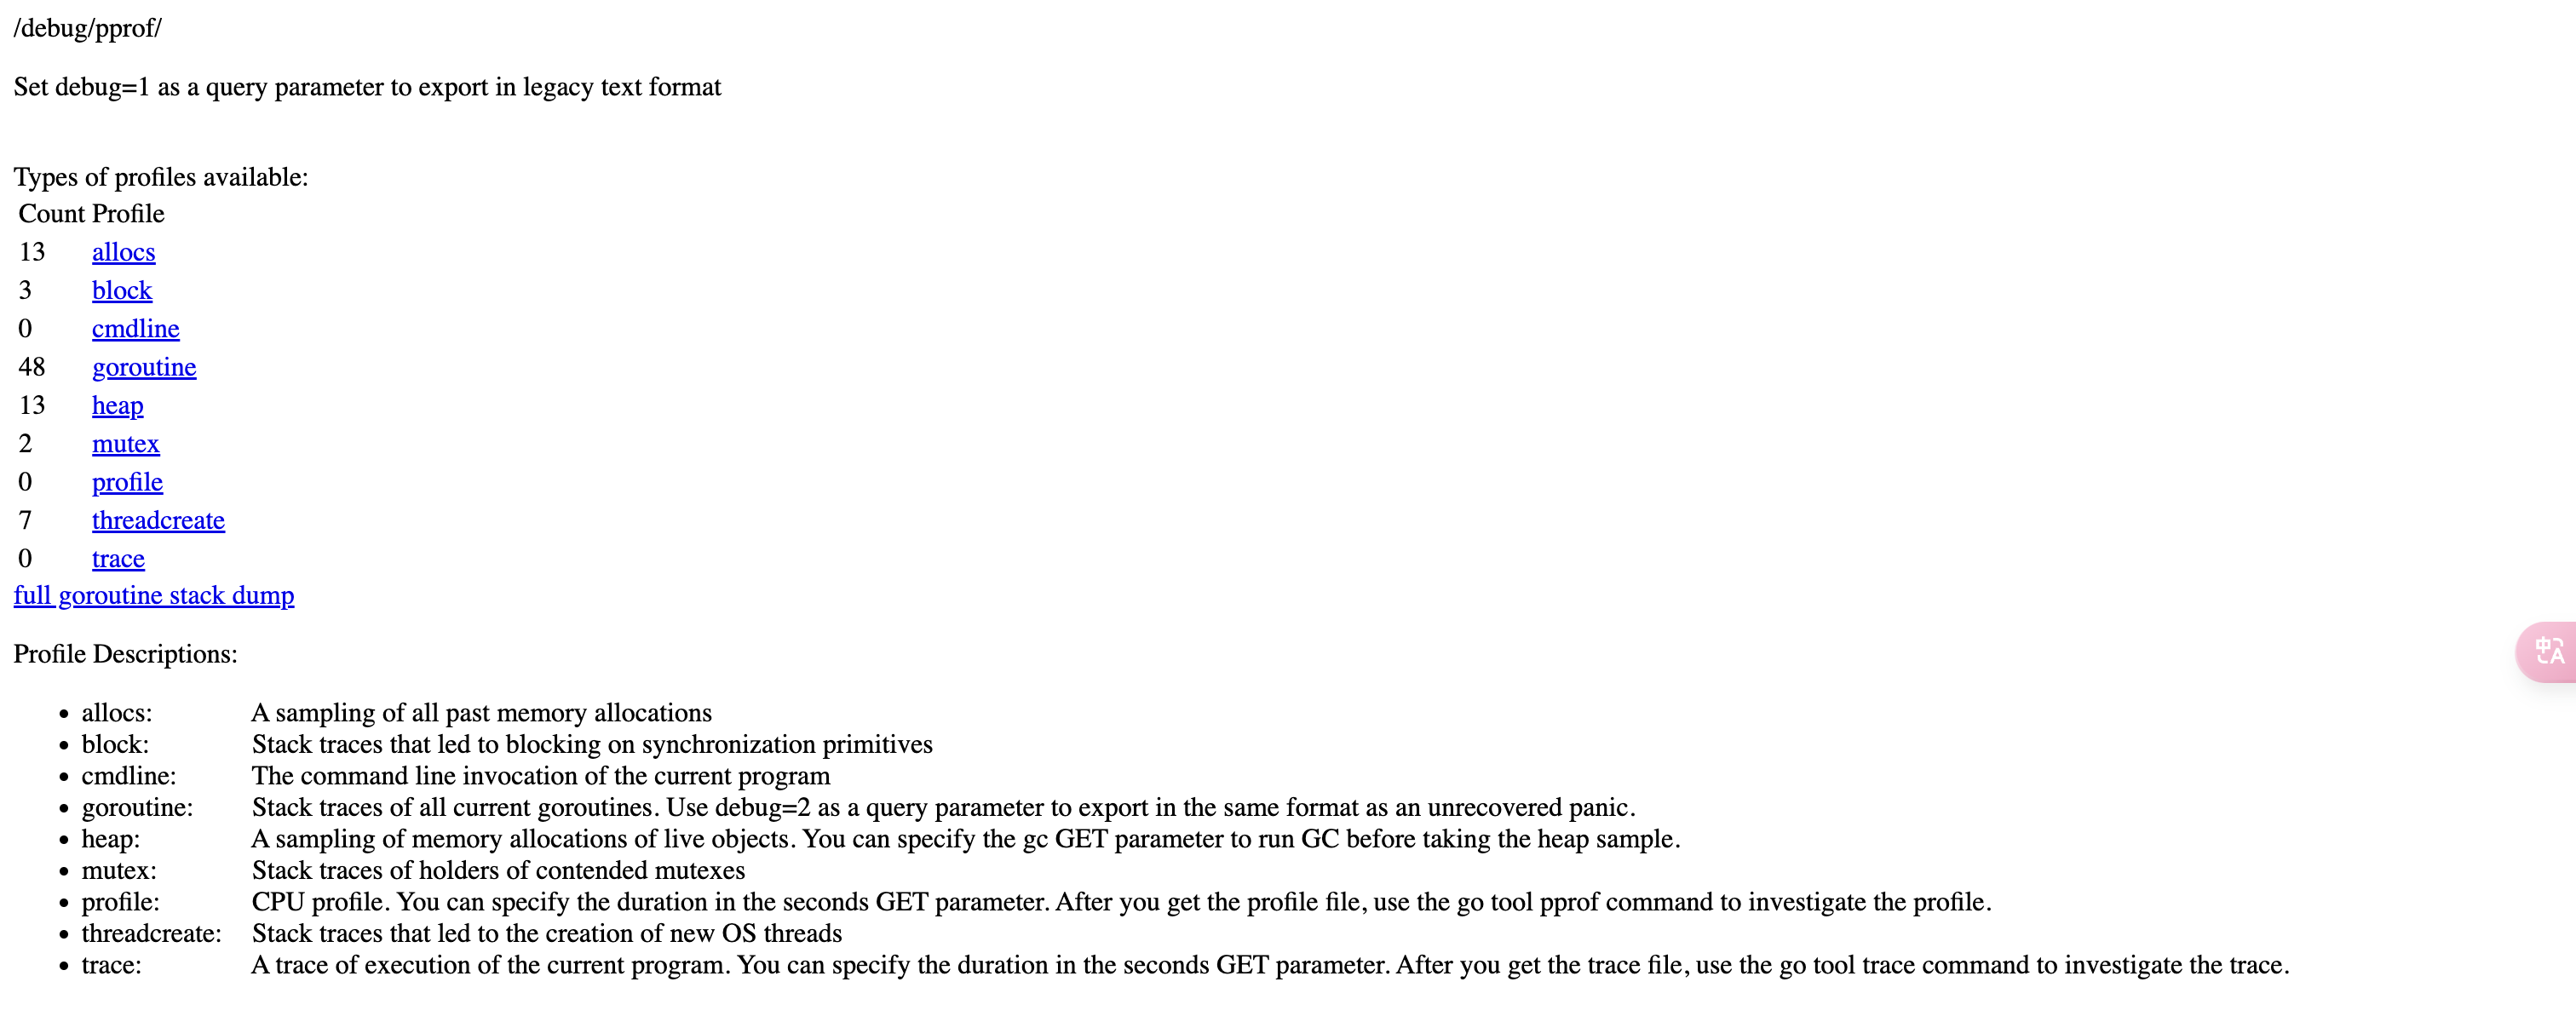 /debug/pprof/
Set debug=1 as a query parameter to export in legacy text format
Types of profiles available:
Count Profile
13 allocs
3 block
0 cmdline
48 goroutine
13 heap
2 mutex
0 profile
7 threadcreate
0 trace
full goroutine stack dump
Profile Descriptions:
• allocs: A sampling of all past memory allocations
• block: Stack traces that led to blocking on synchronization primitives
• cmdline: The command line invocation of the current program
• goroutine: Stack traces of all current goroutines. Use debug=2 as a query parameter to export in the same format as an unrecovered panic.
• heap: A sampling of memory allocations of live objects. You can specify the gc GET parameter to run GC before taking the heap sample.
• mutex: Stack traces of holders of contended mutexes
• profile: CPU profile. You can specify the duration in the seconds GET parameter. After you get the profile file, use the go tool pprof command to investigate the profile.
• threadcreate: Stack traces that led to the creation of new OS threads
• trace: A trace of execution of the current program. You can specify the duration in the seconds GET parameter. After you get the trace file, use the go tool trace command to investigate the trace.
中A